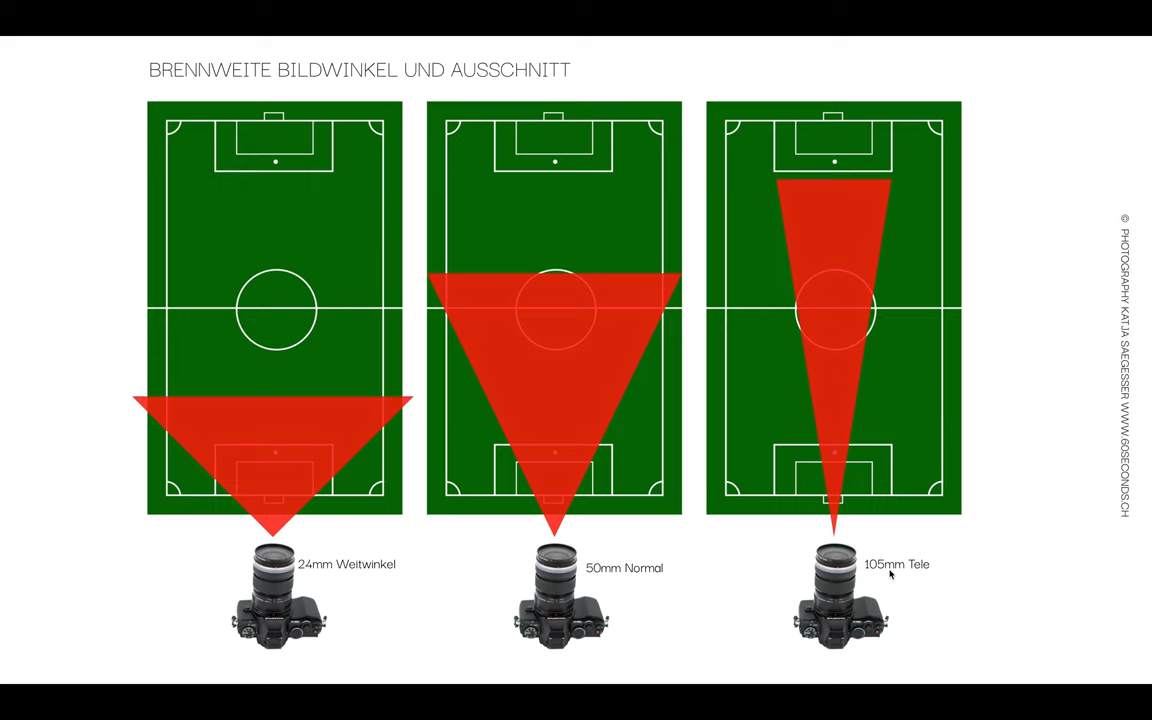 BRENNWEITE BILDWINKEL UND AUSSCHNITT
24mm Weitwinkel
50mm Normal
105mm Tele
© PHOTOGRAPHY KATJA SAEGESSER WWW.60SECONDS.CH